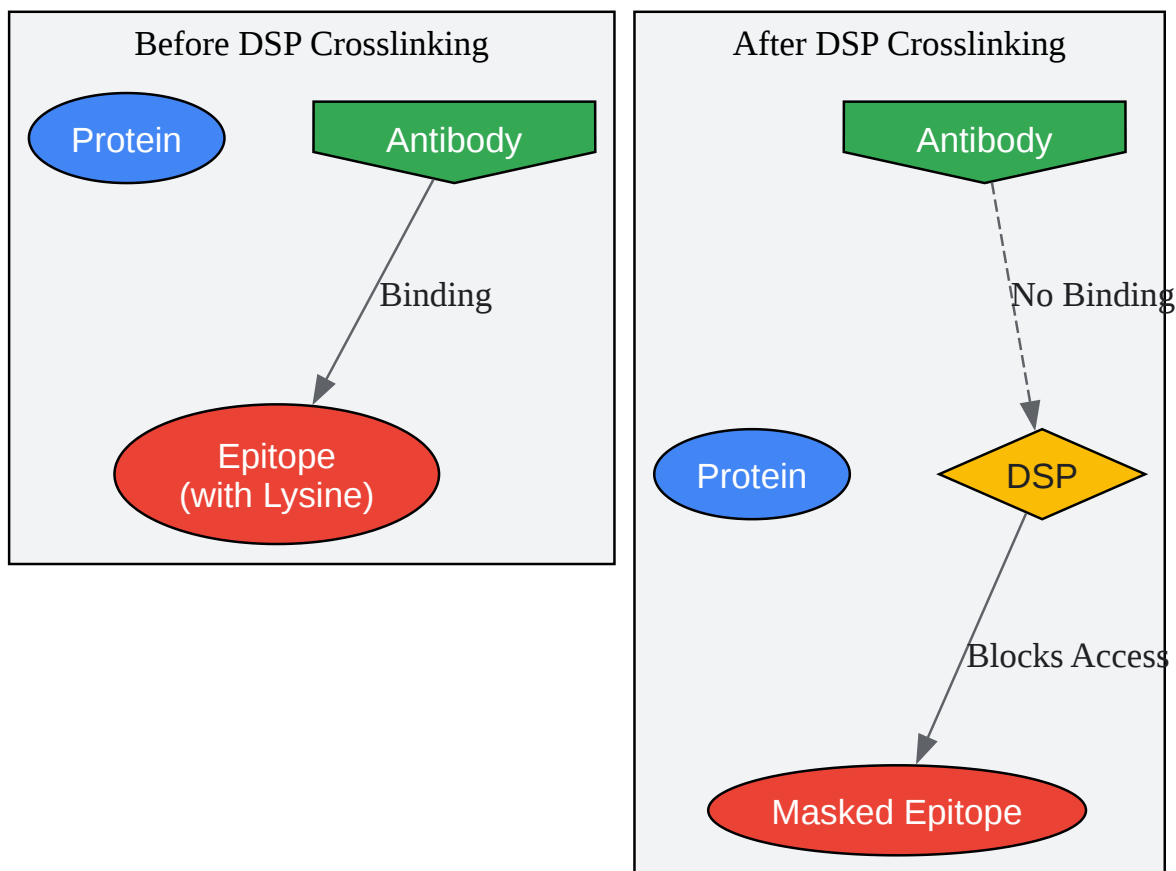 Before DSP Crosslinking
Protein
Antibody
Binding
Epitope
(with Lysine)
After DSP Crosslinking
Antibody
No Binding
Protein
DSP
Blocks Access
Masked Epitope